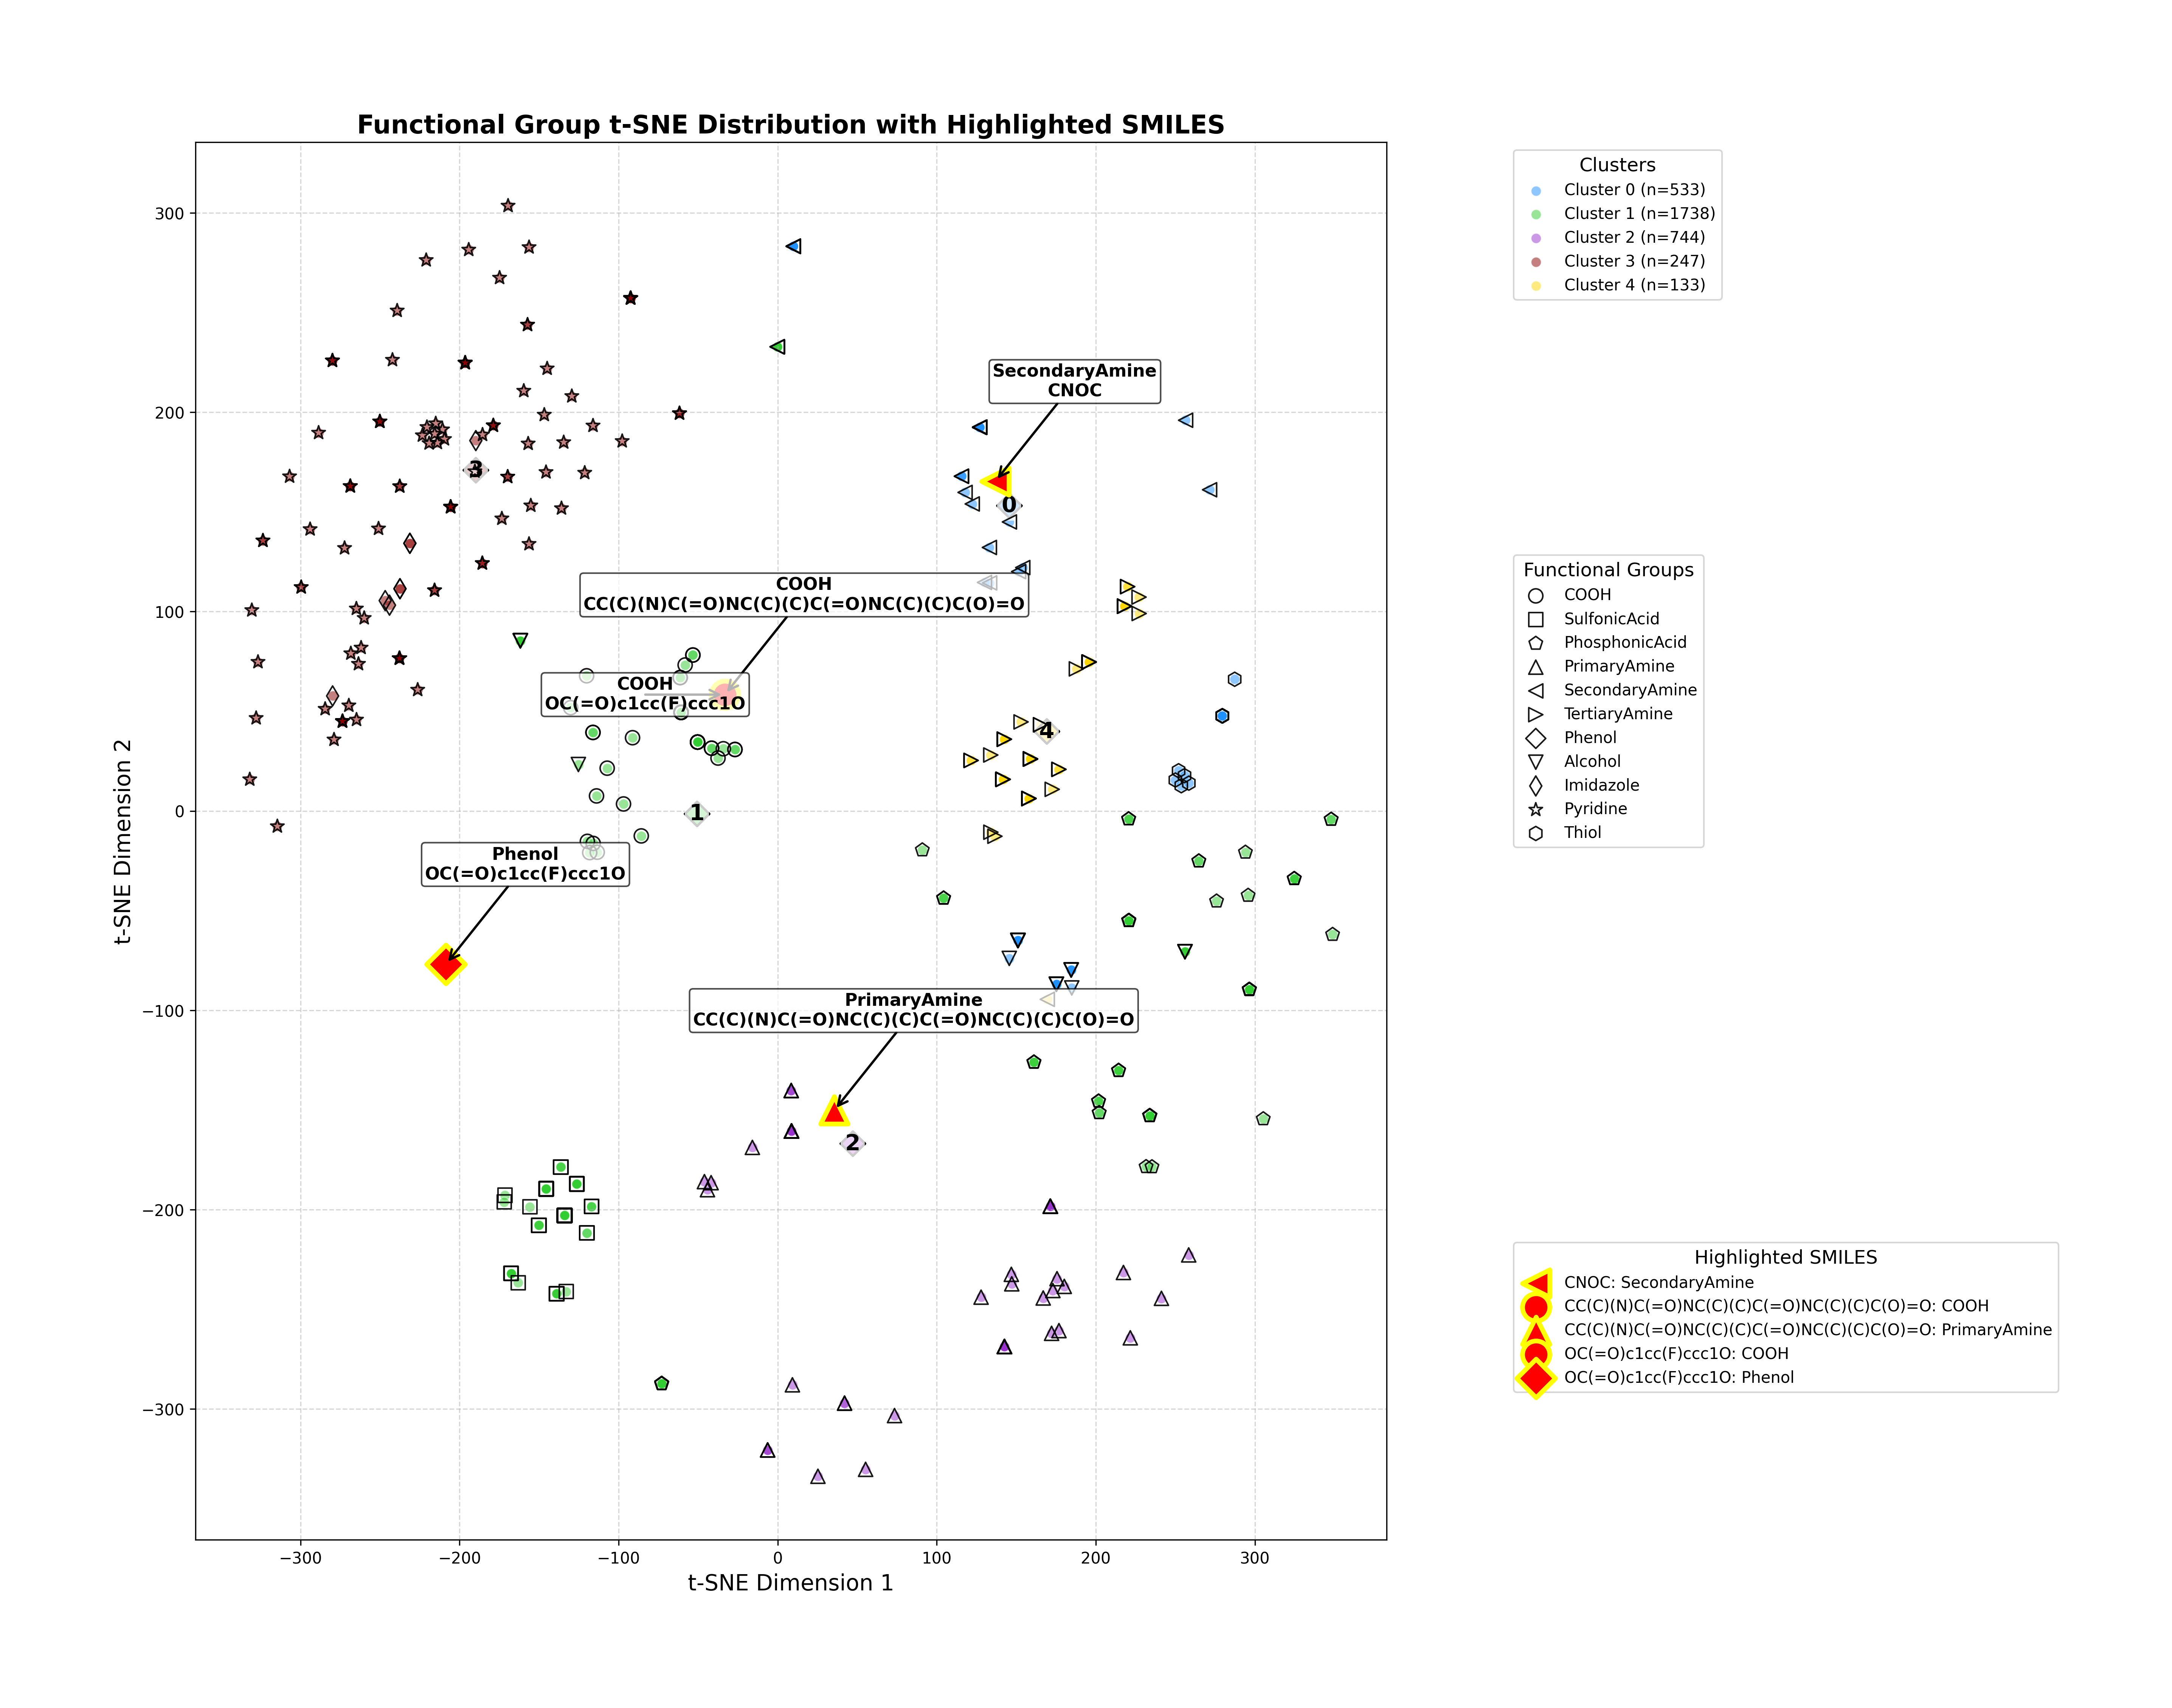 Functional Group t-SNE Distribution with Highlighted SMILES
t-SNE Dimension 2
300
200
100
0
−100
−200
−300
−300
−200
−100
0
100
200
300
t-SNE Dimension 1
SecondaryAmine
CNOC
COOH
CC(C)(N)C(=O)NC(C)(C)C(=O)NC(C)(C)C(O)=O
COOH
OC(=O)c1cc(F)ccc1O
Phenol
OC(=O)c1cc(F)ccc1O
PrimaryAmine
CC(C)(N)C(=O)NC(C)(C)C(=O)NC(C)(C)C(O)=O
3
0
4
1
2
Clusters
Cluster 0 (n=533)
Cluster 1 (n=1738)
Cluster 2 (n=744)
Cluster 3 (n=247)
Cluster 4 (n=133)
Functional Groups
COOH
SulfonicAcid
PhosphonicAcid
PrimaryAmine
SecondaryAmine
TertiaryAmine
Phenol
Alcohol
Imidazole
Pyridine
Thiol
Highlighted SMILES
CNOC: SecondaryAmine
CC(C)(N)C(=O)NC(C)(C)C(=O)NC(C)(C)C(O)=O: COOH
CC(C)(N)C(=O)NC(C)(C)C(=O)NC(C)(C)C(O)=O: PrimaryAmine
OC(=O)c1cc(F)ccc1O: COOH
OC(=O)c1cc(F)ccc1O: Phenol